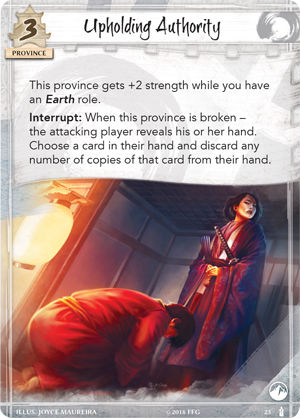 3
Upholding Authority
PROVINCE
This province gets +2 strength while you have
an Earth role.
Interrupt: When this province is broken –
the attacking player reveals his or her hand.
Choose a card in their hand and discard any
number of copies of that card from their hand.
ILLUS. JOYCE MAUREIRA
© 2018 FFG
23